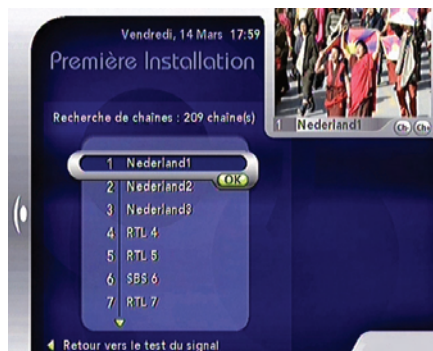 Vendredi, 14 Mars 17:59
Première Installation
Recherche de chaînes : 209 chaîne(s)
1 Nederland1
OK
2 Nederland2
3 Nederland3
4 RTL 4
5 RTL 5
6 SBS 6
7 RTL 7
Retour vers le test du signal
1 Nederland1 Ch- Ch+